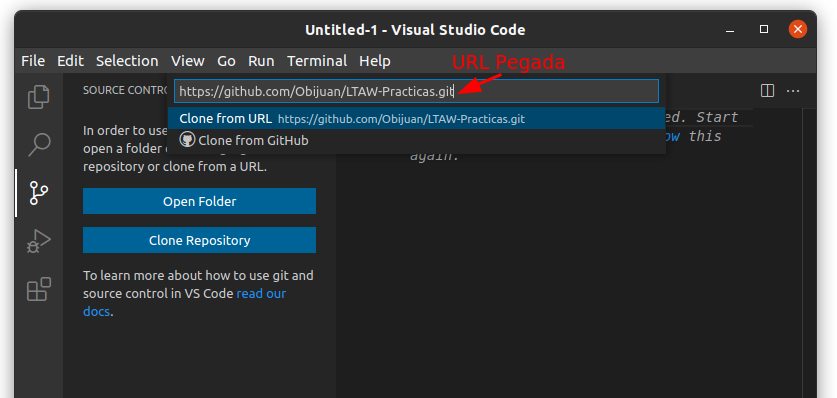 Untitled-1 - Visual Studio Code
File Edit Selection View Go Run Terminal Help
URL Pegada
SOURCE CONTRO
https://github.com/Obijuan/LTAW-Practicas.git
Clone from URL https://github.com/Obijuan/LTAW-Practicas.git
Clone from GitHub
ed. Start
this
again.
In order to use
open a folder
repository or clone from a URL.
Open Folder
Clone Repository
To learn more about how to use git and
source control in VS Code read our
docs.